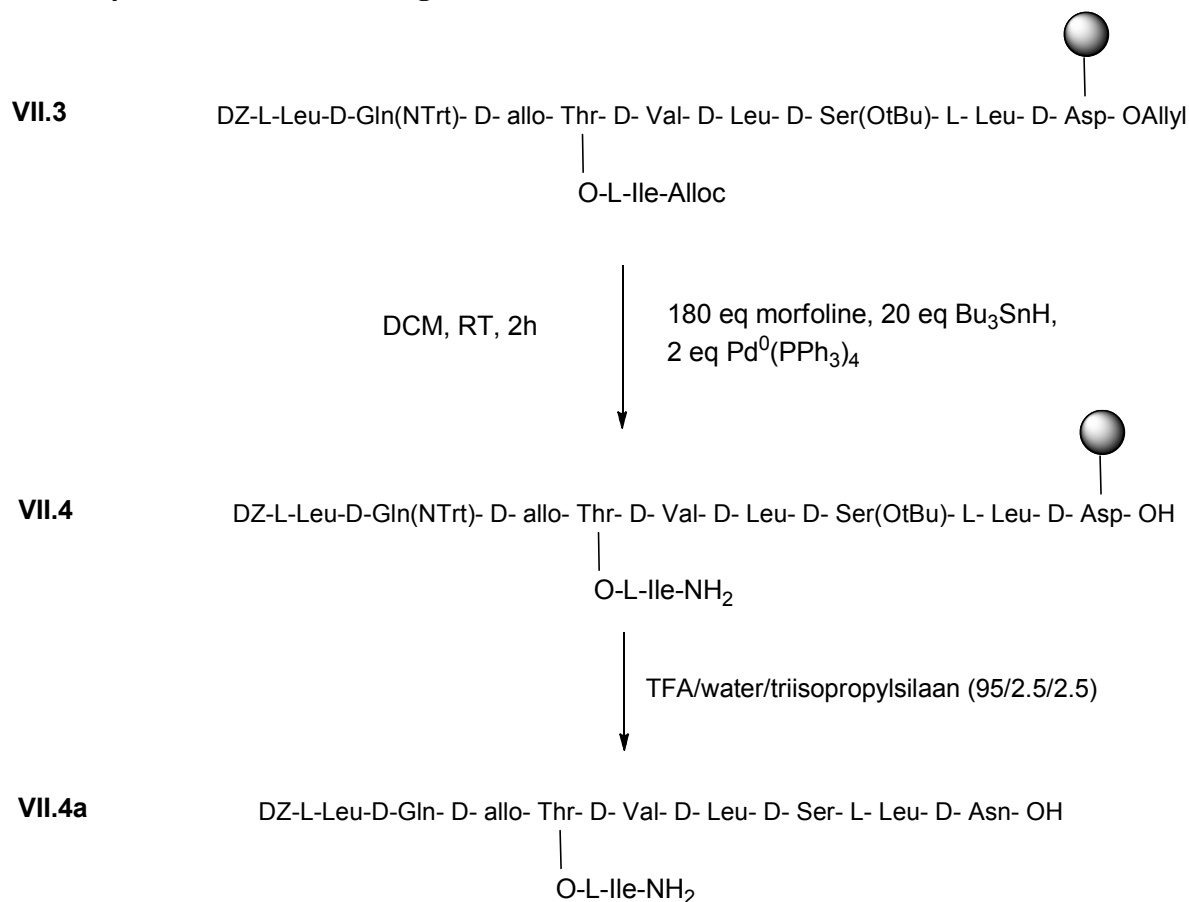 VII.3
DZ-L-Leu-D-Gln(NTrt)- D- allo- Thr- D- Val- D- Leu- D- Ser(OtBu)- L- Leu- D- Asp- OAllyl
O-L-Ile-Alloc
DCM, RT, 2h
180 eq morfoline, 20 eq Bu3SnH,
2 eq Pd0(PPh3)4
VII.4
DZ-L-Leu-D-Gln(NTrt)- D- allo- Thr- D- Val- D- Leu- D- Ser(OtBu)- L- Leu- D- Asp- OH
O-L-Ile-NH2
TFA/water/triisopropylsilaan (95/2.5/2.5)
VII.4a
DZ-L-Leu-D-Gln- D- allo- Thr- D- Val- D- Leu- D- Ser- L- Leu- D- Asn- OH
O-L-Ile-NH2